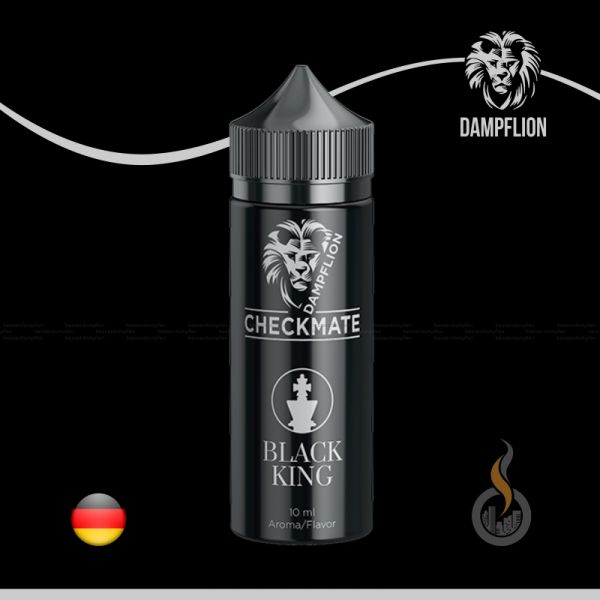 DAMPFLION
DAMPFLION
CHECKMATE
BLACK
KING
10 ml
Aroma/Flavor